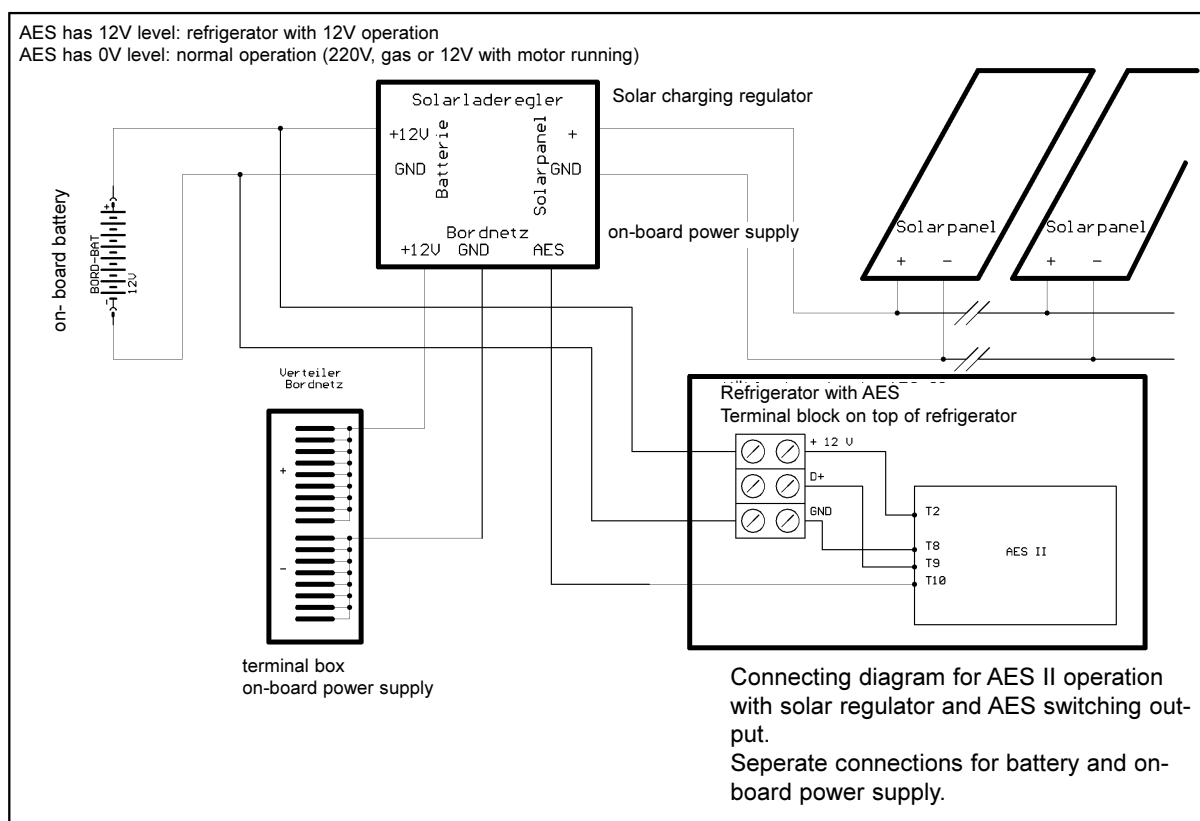 AES has 12V level: refrigerator with 12V operation
AES has 0V level: normal operation (220V, gas or 12V with motor running)
Solarladeregler
Solar charging regulator
+12V
Batterie
Solarpanel
+
GND
GND
Bordnetz
+12V GND AES
on-board power supply
on- board battery
BORD-BAT
12V
+
-
Solarpanel
+ -
Solarpanel
+ -
Verteiler
Bordnetz
+
-
terminal box
on-board power supply
Refrigerator with AES
Terminal block on top of refrigerator
+ 12 V
D+
GND
T2
T8
T9
T10
AES II
Connecting diagram for AES II operation
with solar regulator and AES switching out-
put.
Seperate connections for battery and on-
board power supply.